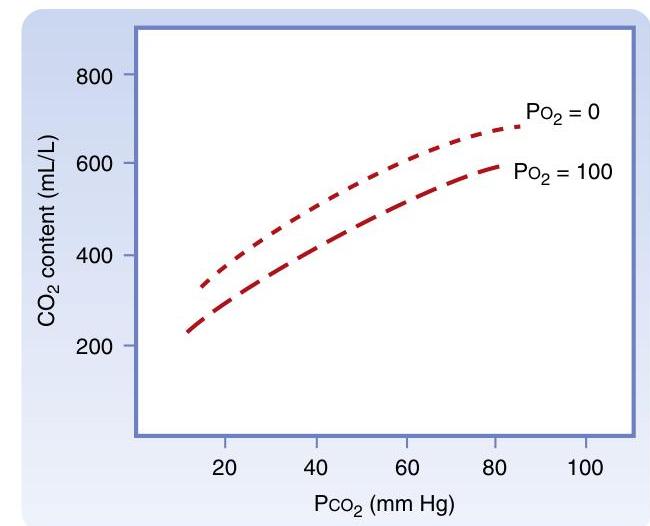 800
600
400
200
CO₂ content (mL/L)
PO₂ = 0
PO₂ = 100
20 40 60 80 100
PCO₂ (mm Hg)